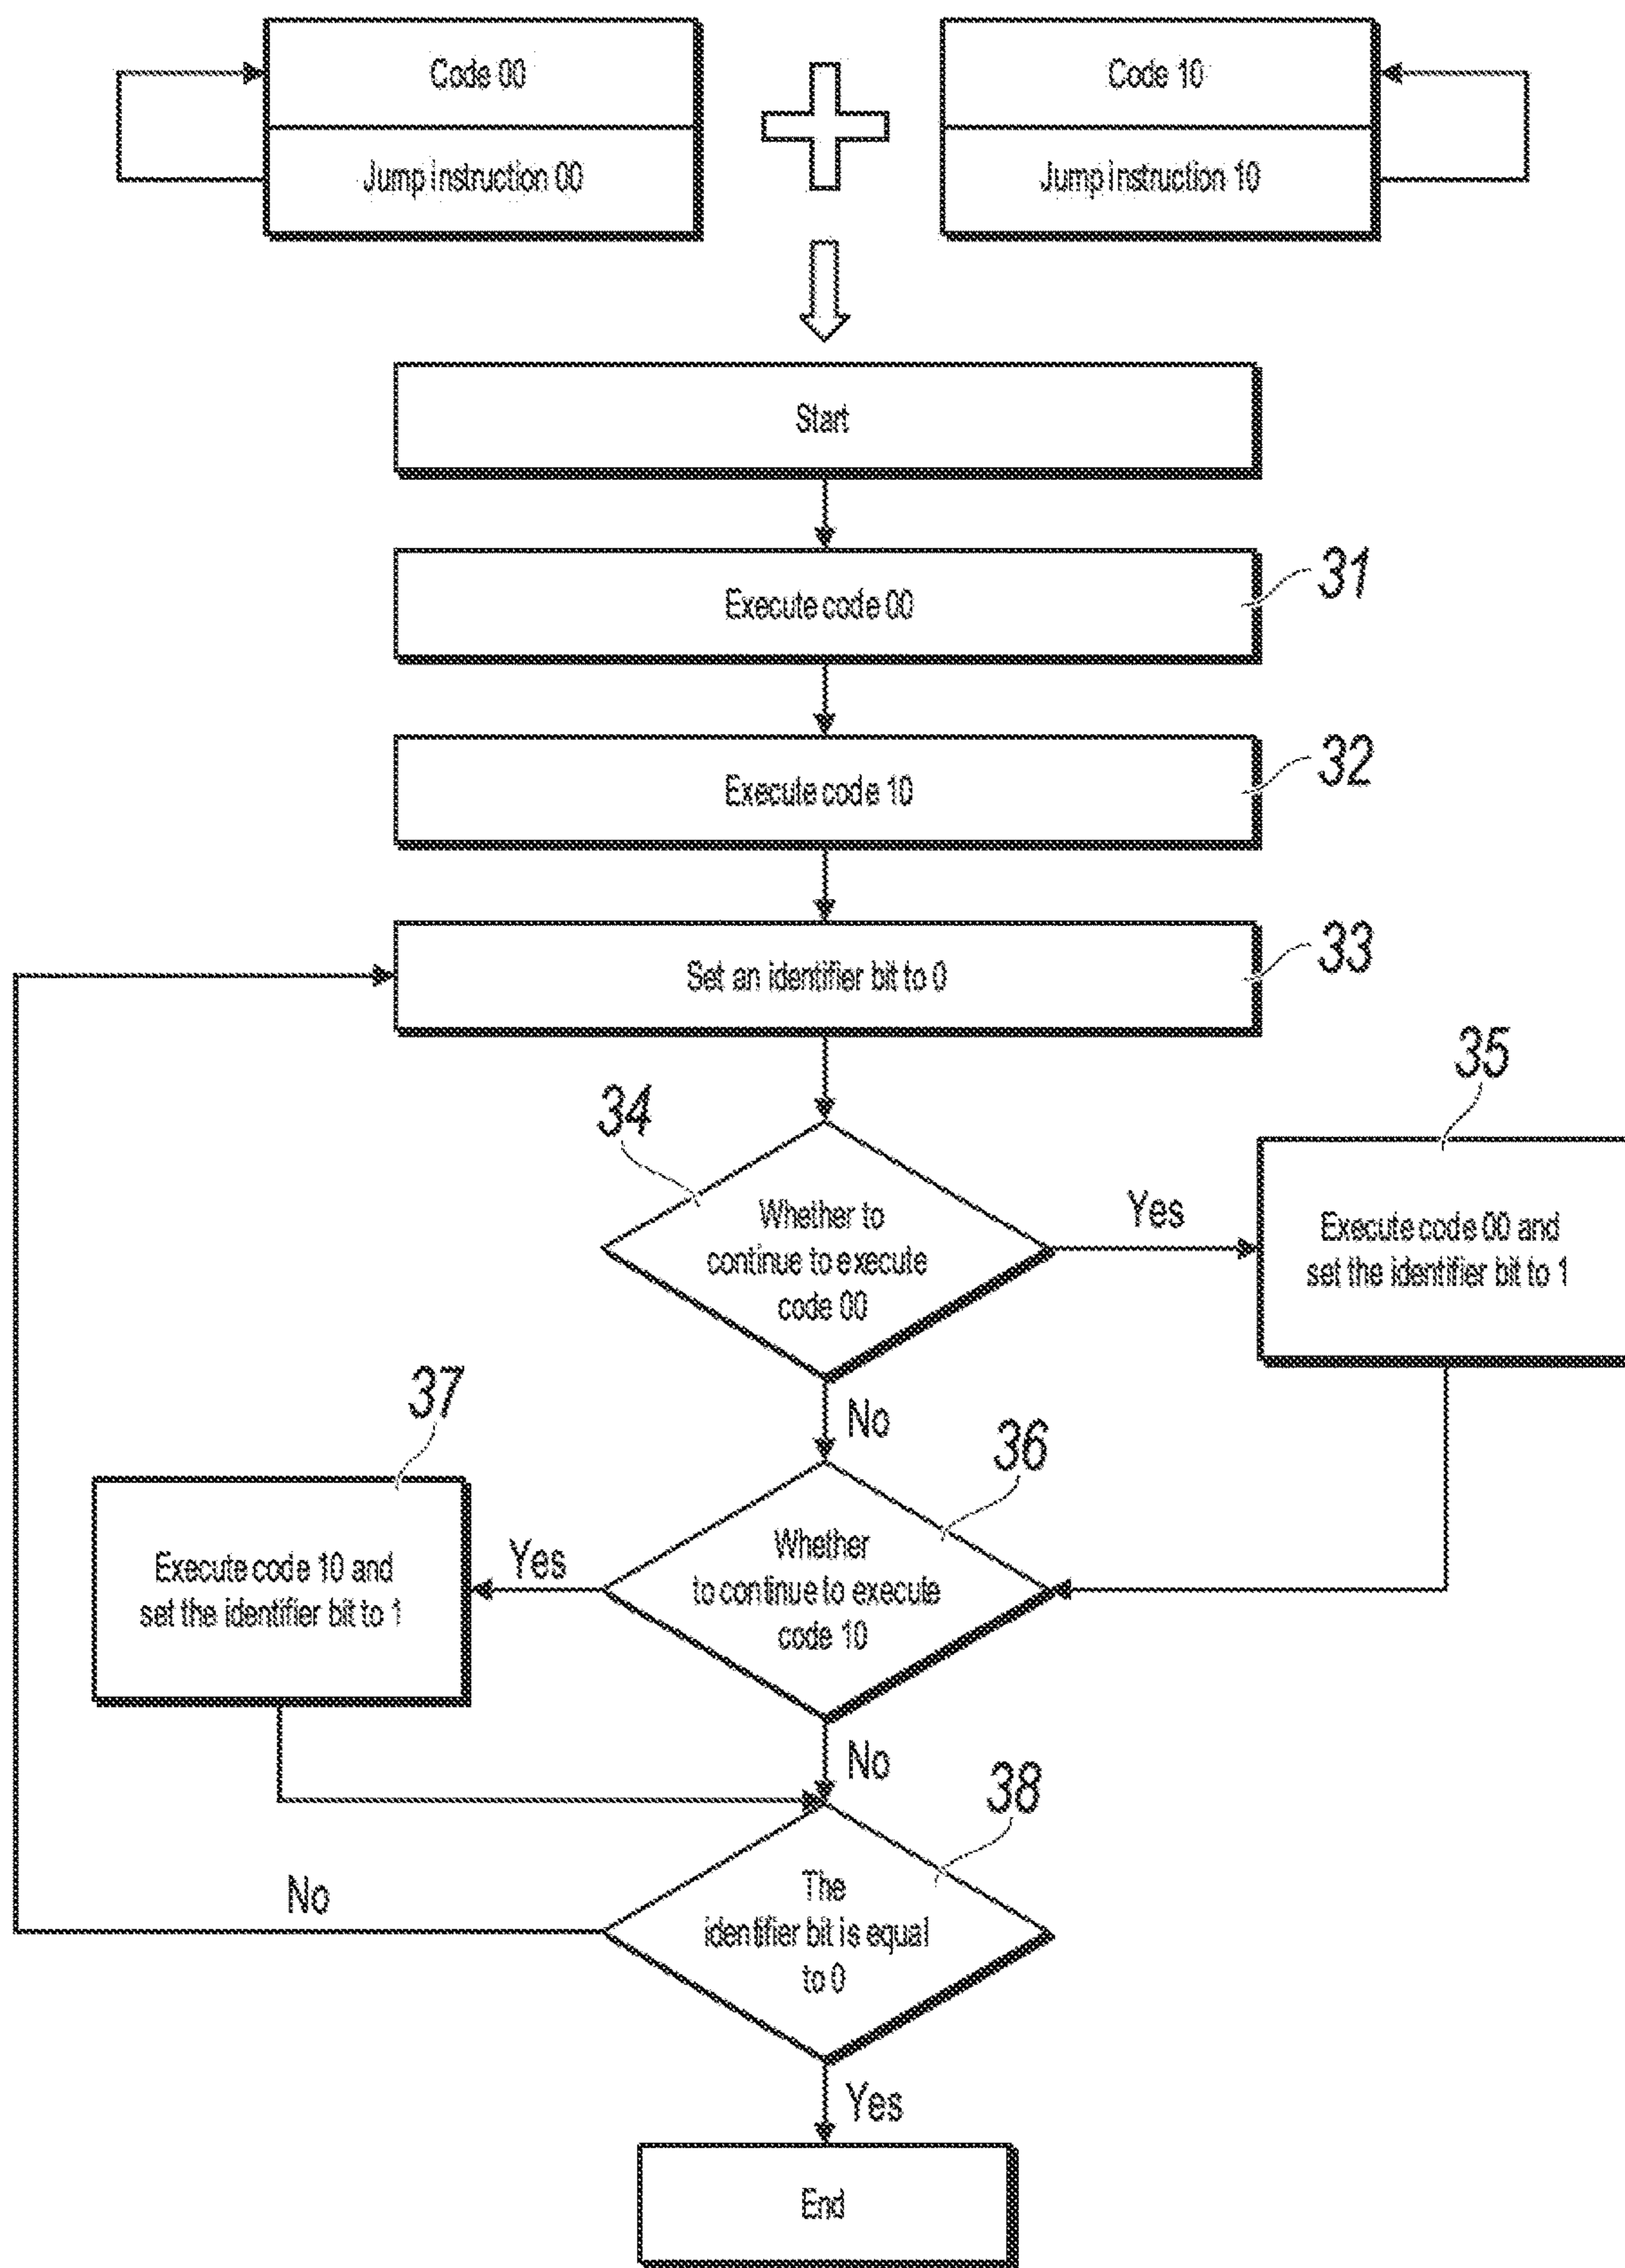 Code 00
Jump instruction 00
Code 10
Jump instruction 10
Start
Execute code 00
31
Execute code 10
32
Set an identifier bit to 0
33
34
Whether to
continue to execute
code 00
Yes
35
Execute code 00 and
set the identifier bit to 1
No
37
Execute code 10 and
set the identifier bit to 1
Yes
36
Whether
to continue to execute
code 10
No
38
The
identifier bit is equal
to 0
No
Yes
End